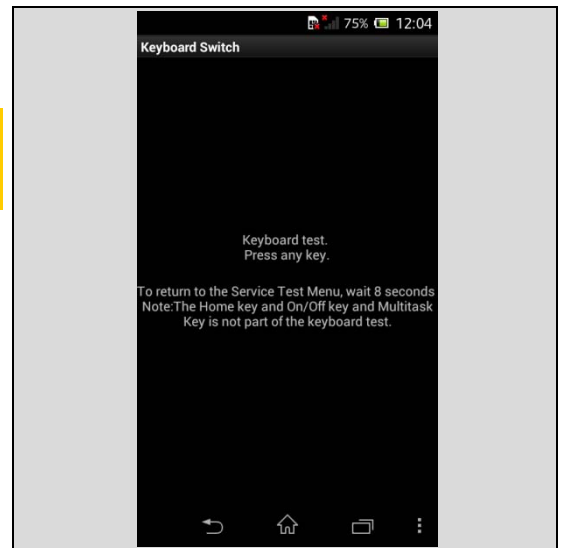 75% 12:04
Keyboard Switch
Keyboard test.
Press any key.
To return to the Service Test Menu, wait 8 seconds
Note:The Home key and On/Off key and Multitask
Key is not part of the keyboard test.